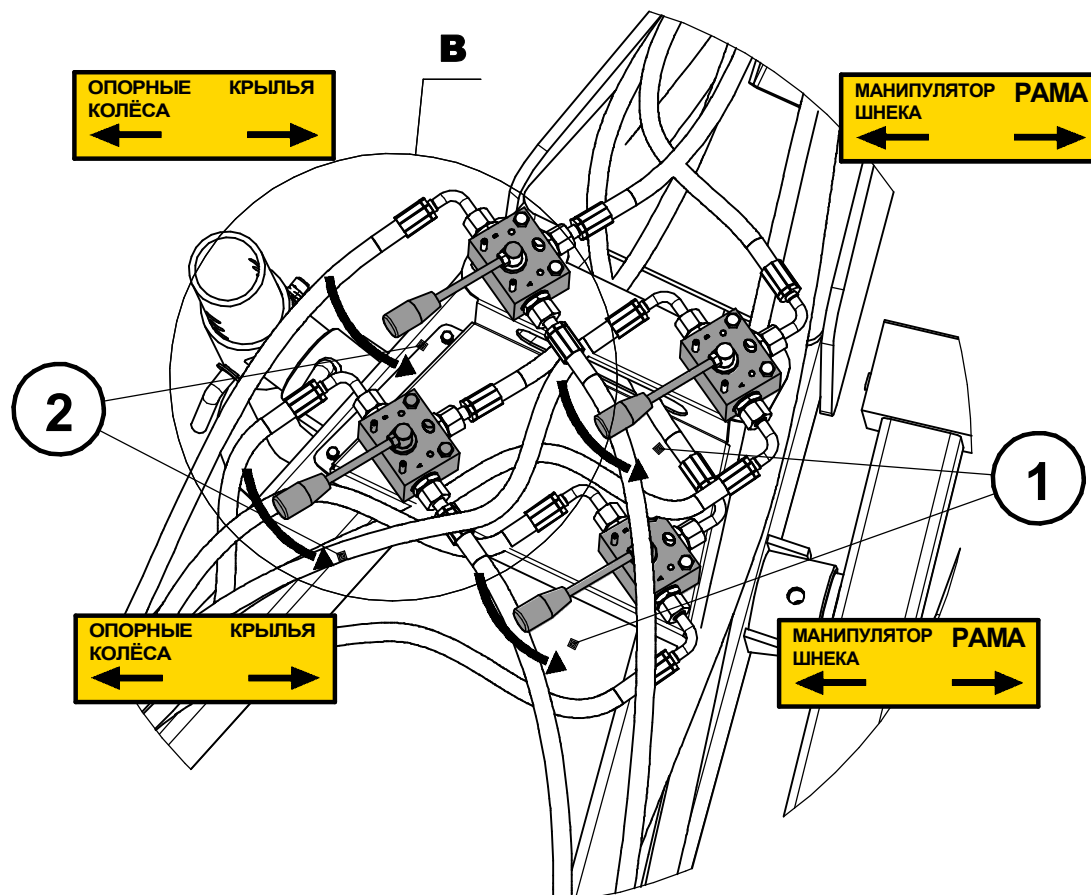 B
ОПОРНЫЕ КРЫЛЬЯ
КОЛЁСА
МАНИПУЛЯТОР РАМА
ШНЕКА
2
1
ОПОРНЫЕ КРЫЛЬЯ
КОЛЁСА
МАНИПУЛЯТОР РАМА
ШНЕКА